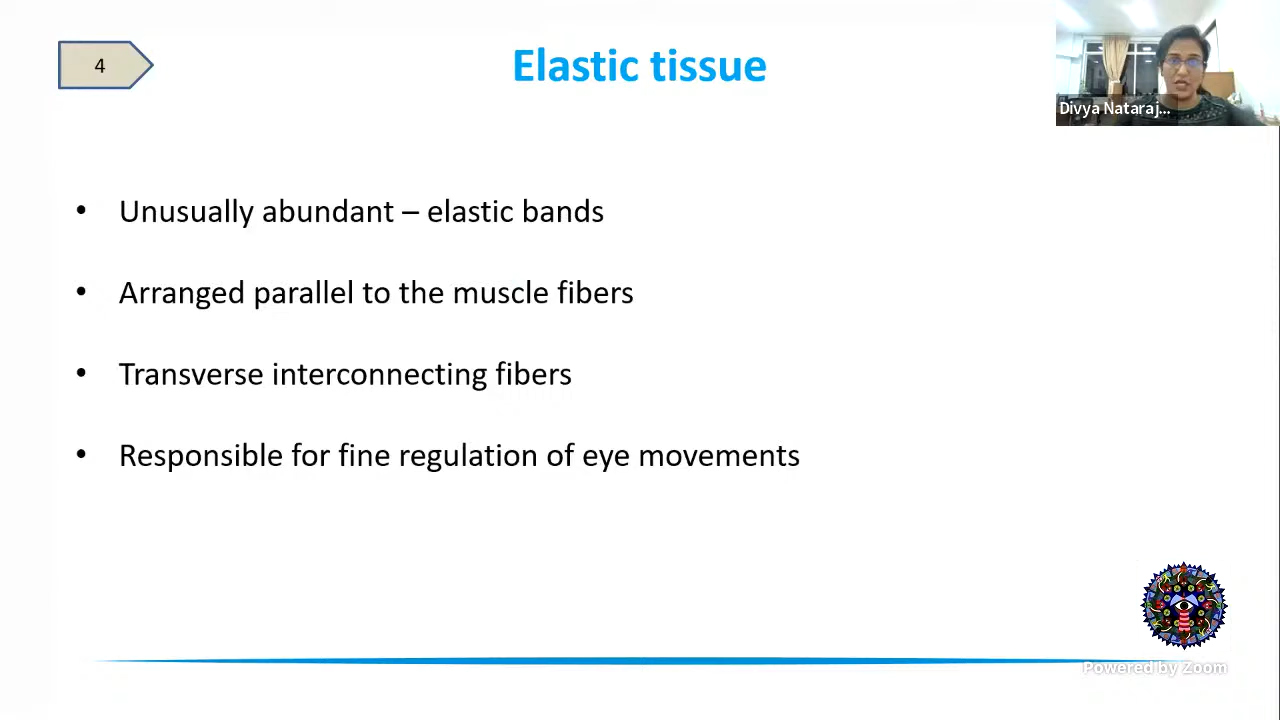 4
Elastic tissue
Divya Nataraj...
• Unusually abundant – elastic bands
• Arranged parallel to the muscle fibers
• Transverse interconnecting fibers
• Responsible for fine regulation of eye movements
Powered by Zoom